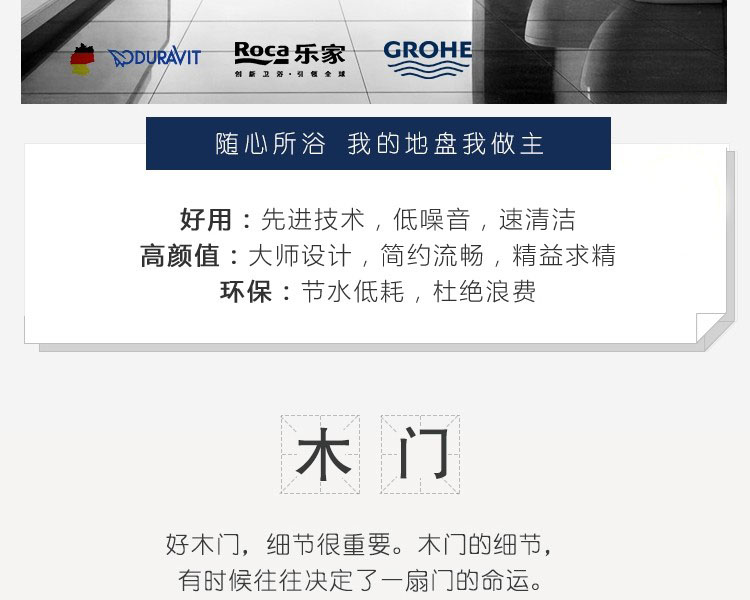 DURAVIT
Roca 乐家
创新卫浴·引领全球
GROHE
随心所浴 我的地盘我做主
好用：先进技术，低噪音，速清洁
高颜值：大师设计，简约流畅，精益求精
环保：节水低耗，杜绝浪费
木门
好木门，细节很重要。木门的细节，
有时候往往决定了一扇门的命运。